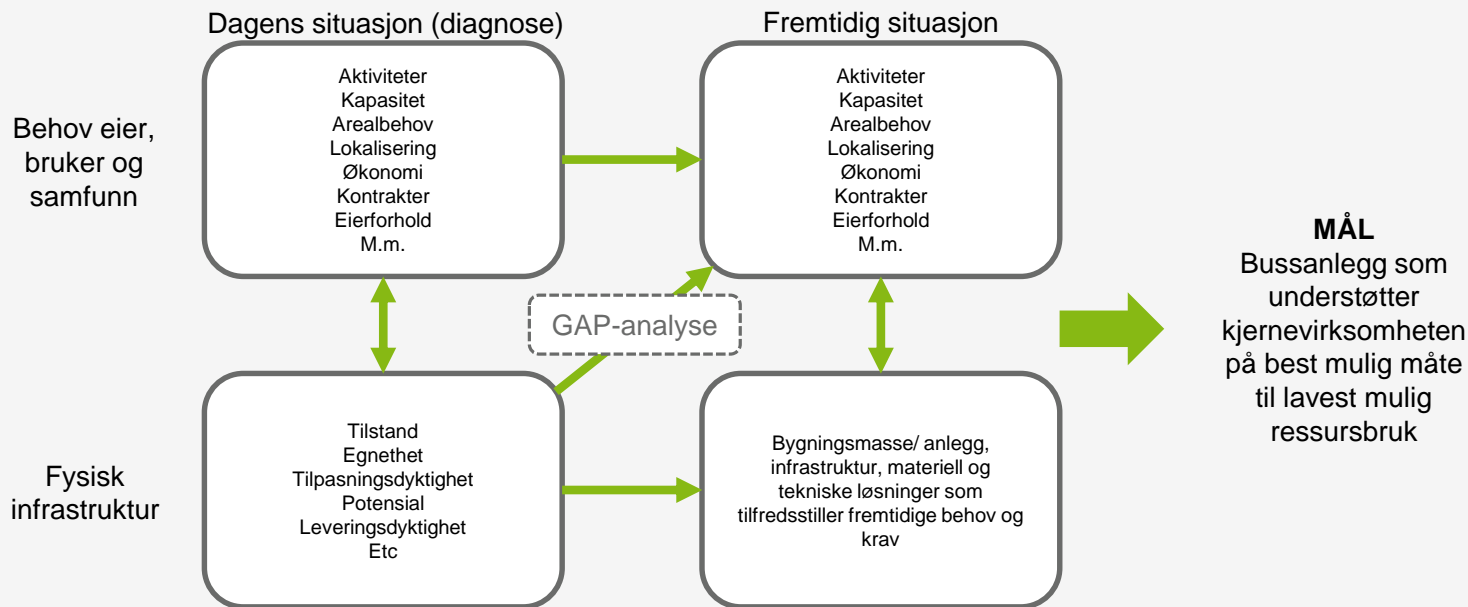 Dagens situasjon (diagnose)
Fremtidig situasjon
Behov eier,
bruker og
samfunn
Aktiviteter
Kapasitet
Arealbehov
Lokalisering
Økonomi
Kontrakter
Eierforhold
M.m.
Aktiviteter
Kapasitet
Arealbehov
Lokalisering
Økonomi
Kontrakter
Eierforhold
M.m.
GAP-analyse
MÅL
Bussanlegg som
understøtter
kjernevirksomheten
på best mulig måte
til lavest mulig
ressursbruk
Fysisk
infrastruktur
Tilstand
Egnethet
Tilpasningsdyktighet
Potensial
Leveringsdyktighet
Etc
Bygningsmasse/ anlegg,
infrastruktur, materiell og
tekniske løsninger som
tilfredsstiller fremtidige behov og
krav